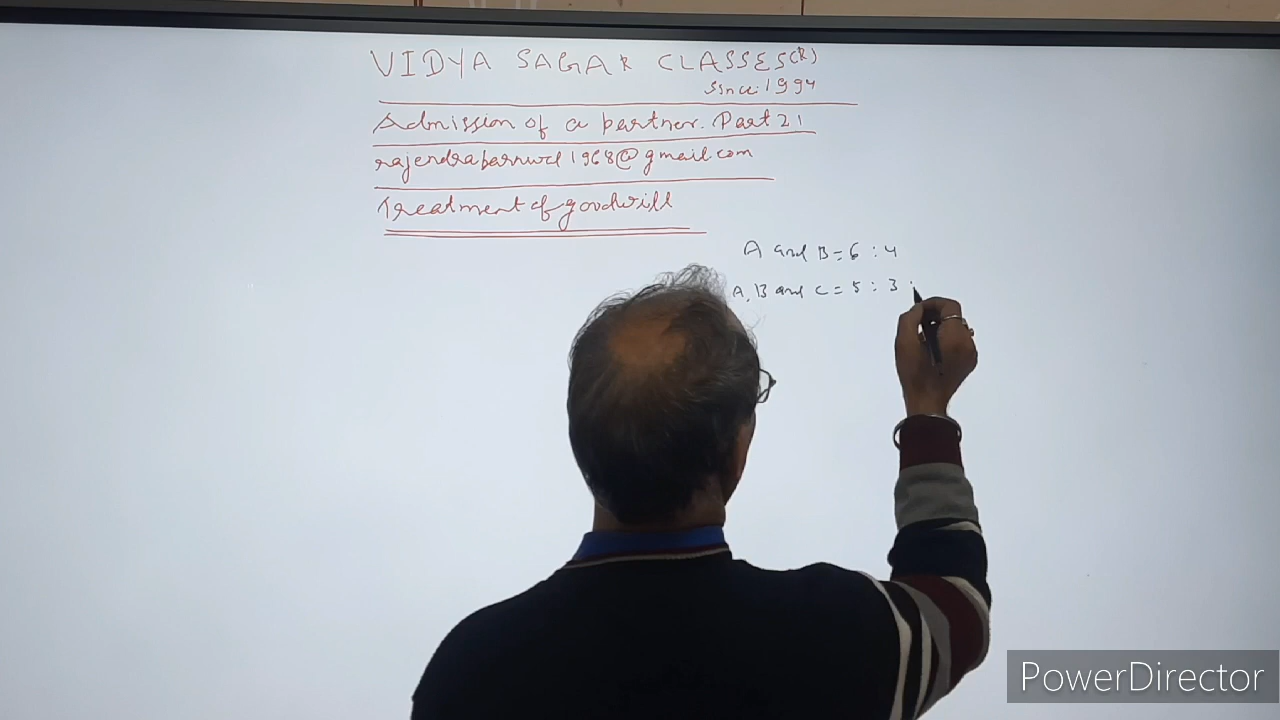 VIDYA SAGAR CLASSES(R)
Since 1994
Admission of a partner. Part 21
@gmail.com
Treatment of goodwill
A and B = 6 : 4
A, B and C = 5 : 3 :
PowerDirector